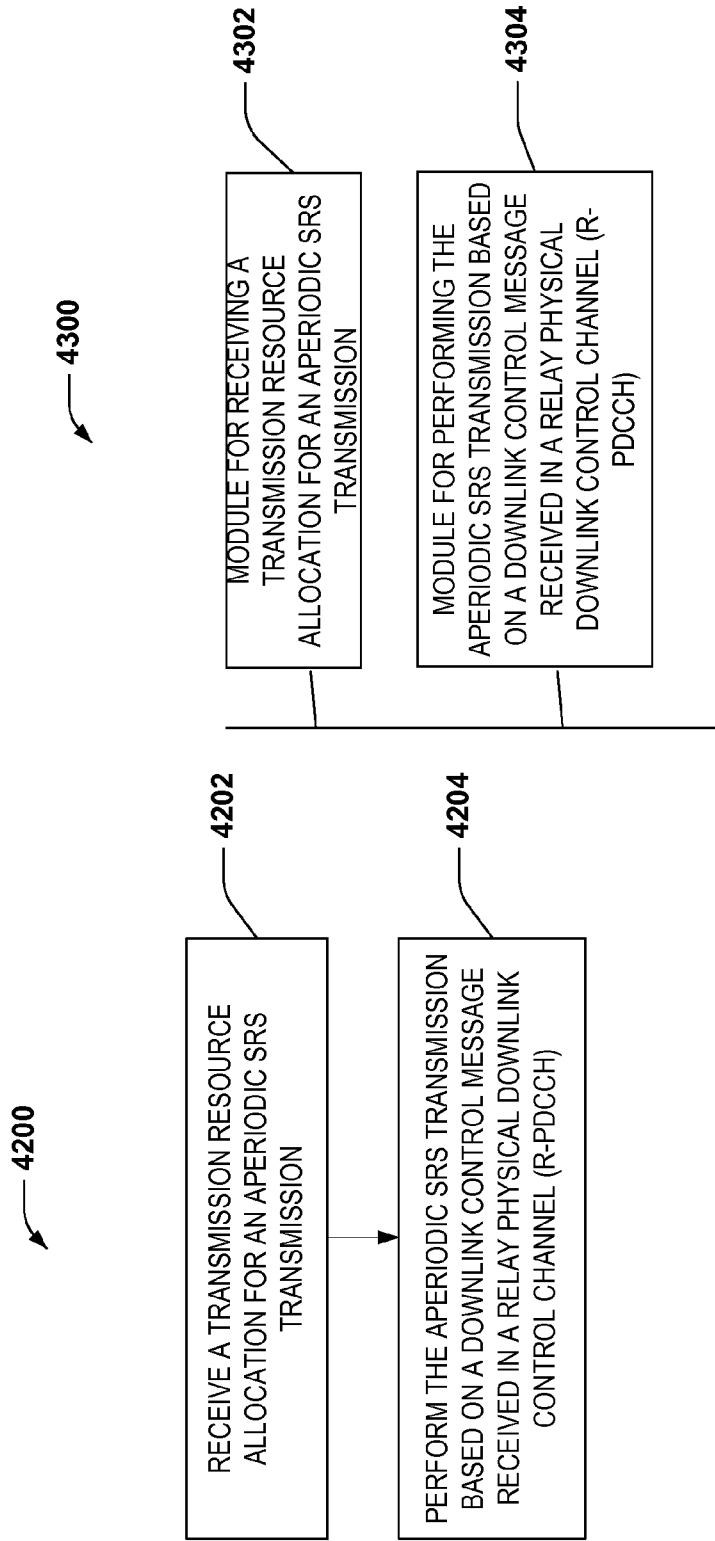 4200
RECEIVE A TRANSMISSION RESOURCE
ALLOCATION FOR AN APERIODIC SRS
TRANSMISSION
4202
PERFORM THE APERIODIC SRS TRANSMISSION
BASED ON A DOWNLINK CONTROL MESSAGE
RECEIVED IN A RELAY PHYSICAL DOWNLINK
CONTROL CHANNEL (R-PDCCH)
4204
4300
MODULE FOR RECEIVING A
TRANSMISSION RESOURCE
ALLOCATION FOR AN APERIODIC SRS
TRANSMISSION
4302
MODULE FOR PERFORMING THE
APERIODIC SRS TRANSMISSION BASED
ON A DOWNLINK CONTROL MESSAGE
RECEIVED IN A RELAY PHYSICAL
DOWNLINK CONTROL CHANNEL (R-
PDCCH)
4304